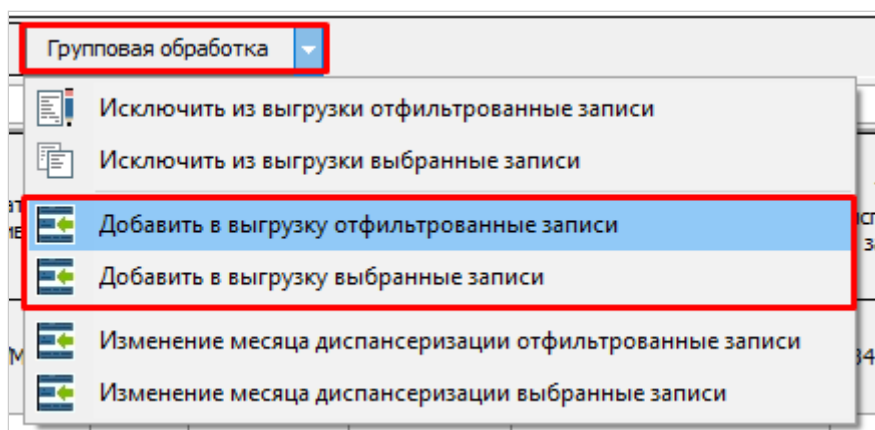 Групповая обработка
Исключить из выгрузки отфильтрованные записи
Исключить из выгрузки выбранные записи
Добавить в выгрузку отфильтрованные записи
Добавить в выгрузку выбранные записи
Изменение месяца диспансеризации отфильтрованные записи
Изменение месяца диспансеризации выбранные записи